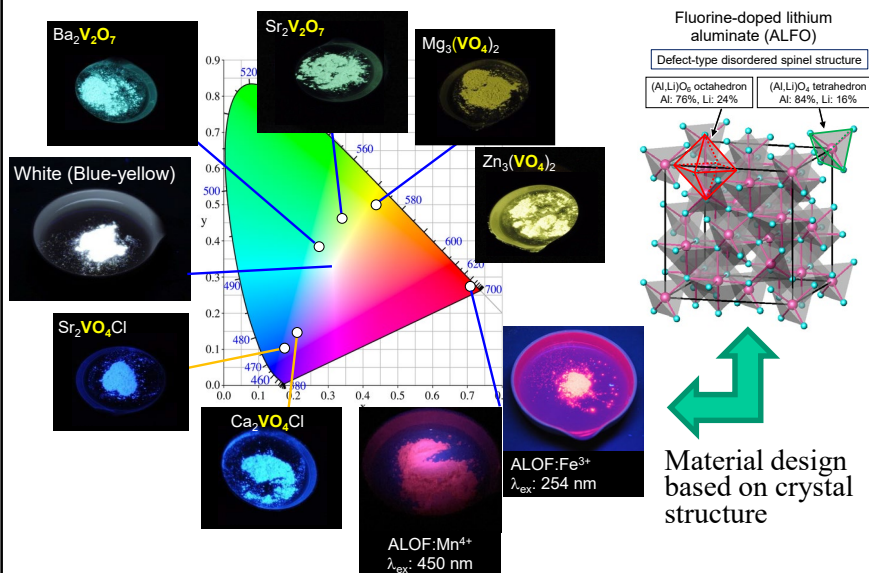 Ba₂V₂O₇
Sr₂V₂O₇
Mg₃(VO₄)₂
Zn₃(VO₄)₂
White (Blue-yellow)
Sr₂VO₄Cl
Ca₂VO₄Cl
ALOF:Mn⁴⁺
λex: 450 nm
ALOF:Fe³⁺
λex: 254 nm
0.9
0.8
0.7
0.6
0.5
y
0.4
0.3
0.2
0.1
0.0
0.0
0.1
0.2
0.3
0.4
0.5
0.6
0.7
x
520
560
580
600
620
700
500
490
480
470
460
380
Fluorine-doped lithium
aluminate (ALFO)
Defect-type disordered spinel structure
(Al,Li)O₆ octahedron
Al: 76%, Li: 24%
(Al,Li)O₄ tetrahedron
Al: 84%, Li: 16%
Material design
based on crystal
structure